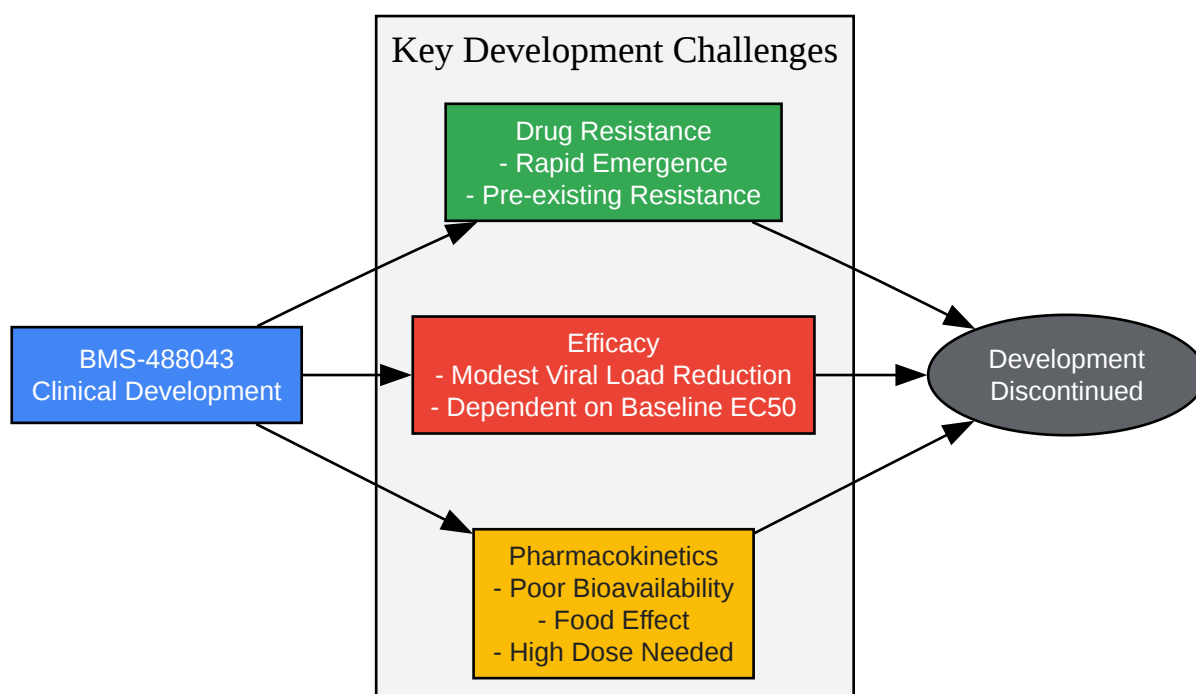 Key Development Challenges
Drug Resistance
- Rapid Emergence
- Pre-existing Resistance
BMS-488043
Clinical Development
Efficacy
- Modest Viral Load Reduction
- Dependent on Baseline EC50
Development
Discontinued
Pharmacokinetics
- Poor Bioavailability
- Food Effect
- High Dose Needed